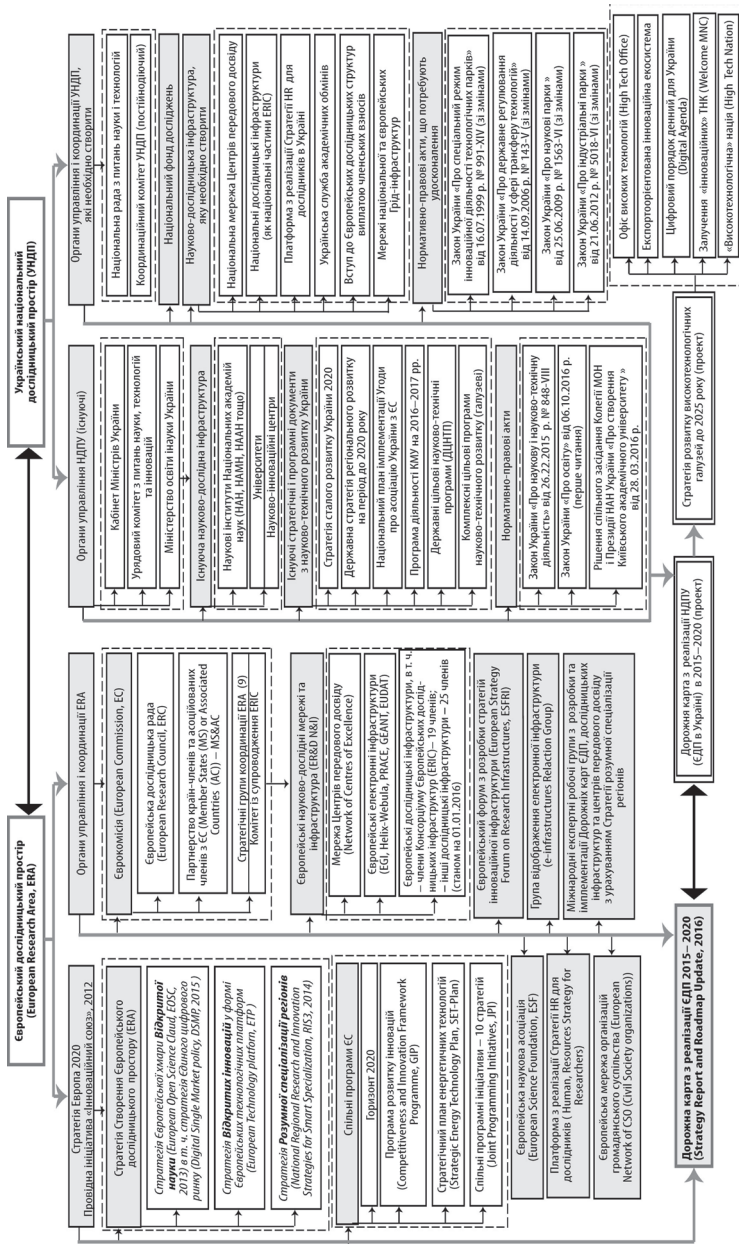 Європейський дослідницький простір
(European Research Area, ERA)
Український національний
дослідницький простір (УНДП)
Стратегія Европа 2020
Провідна ініціатива «Інноваційний союз», 2012
Стратегія Створення Європейського
дослідницького простору (ERA)
Стратегія Європейської хмари Відкритої
науки (European Open Science Claud, EOSC,
2013) в т. ч. стратегія Єдиного цифрового
ринку (Digital Single Market policy, DSMP, 2015 )
Стратегія Відкритих інновацій у формі
Європейських технологічних платформ
(European Technology platform, ETP )
Стратегія Розумної спеціалізації регіонів
(National Regional Research and Innovation
Strategies for Smart Specialization, RIS3, 2014)
Спільні програми ЄС
Горизонт 2020
Програма розвитку інновацій
(Competitiveness and Innovation Framework
Programme, GIP)
Стратегічний план енергетичних технологій
(Strategic Energy Technology Plan, SET-Plan)
Спільні програмні ініціативи — 10 стратегій
(Joint Programming Initiatives, JPI)
Європейська наукова асоціація
(European Science Foundation, ESF)
Платформа з реалізації Стратегії HR для
дослідників ( Human, Resources Strategy for
Researchers)
Європейська мережа організацій
громадянського суспільства (European
Network of CSO (Civil Society organizations))
Органи управління і координації ERA
Єврокомісія (European Commission, EC)
Європейська дослідницька рада
(European Research Council, ERC)
Партнерство країн-членів та асоційованих
членів з ЄС (Member States (MS) or Associated
Countries (AC)) — MS&AC
Стратегічні групи координації ERA (9)
Комітет із супроводження ERIC
Європейські науково-дослідні мережі та
інфраструктура (ER&D N&I)
Мережа Центрів передового досвіду
(Network of Centres of Excellence)
Європейські електронні інфраструктури
(EGI, Helix-Webula, PRACE, GEANT, EUDAT)
Європейські дослідницькі інфраструктури, в т. ч.:
– члени Консорціуму Європейських дослід-
ницьких інфраструктур (ERIC)— 19 членів;
– інші дослідницькі інфраструктури — 25 членів
(станом на 01.01.2016)
Європейський форум з розробки стратегій
інноваційної інфраструктури (European Strategy
Forum on Research Infrastructures, ESFRI)
Група відображення електронної інфраструктури
(e-infrastructures Relaction Group)
Міжнародні експертні робочі групи з розробки та
імплементації Дорожніх карт ЄДП, дослідницьких
інфраструктур та центрів передового досвіду
з урахуванням Стратегії розумної спеціалізації
регіонів
Органи управління НДПУ (існуючі)
Кабінет Міністрів України
Урядовий комітет з питань науки, технологій
та інновацій
Міністерство освіти інауки України
Існуюча науково-дослідна інфраструктура
Наукові інститути Національних академій
наук (НАН, НАМН, НААН тощо)
Університети
Науково-інноваційні центри
Існуючі стратегічні і програмні документи
з науково-технічного розвитку України
Стратегія сталого розвитку України 2020
Державна стратегія регіонального розвитку
на період до 2020 року
Національний план імплементації Угоди
про асоціацію України з ЄС
Програма діяльності КМУ на 2016—2017 рр.
Державні цільові науково-технічні
програми (ДЦНТП)
Комплексні цільові програми
науково-технічного розвитку (галузеві)
Нормативно-правові акти
Закон України «Про наукову і науково-технічну
діяльність» від 26.22.2015 р. № 848-VIII
Закон України «Про освіту» від 06.10.2016 р.
(перше читання)
Рішення спільного засідання Колегії МОН
і Президії НАН України «Про створення
Київського академічного університету »
від 28. 03.2016 р.
Органи управління і координації УНДП,
які необхідно створити
Національна рада з питань науки і технологій
Координаційний комітет УНДП (постійнодіючий)
Національний фонд досліджень
Науково-дослідницька інфраструктура,
яку необхідно створити
Національна мережа Центрів передового досвіду
Національні дослідницькі інфраструктури
(як національні частини ERIC)
Платформа з реалізації Стратегії HR для
дослідників в Україні
Українська служба академічних обмінів
Вступ до Європейських дослідницьких структур
виплатою членських взносів
Мережі національної та європейських
Грід-інфраструктур
Нормативно-правові акти, що потребують
удосконалення
Закон України «Про спеціальний режим
інноваційної діяльності технологічних парків»
від 16.07.1999 р. № 991-XIV (зі змінами)
Закон України «Про державне регулювання
діяльності у сфері трансферу технологій»
від 14.09.2006 р. № 143-V (зі змінами)
Закон України «Про наукові парки »
від 25.06.2009 р. № 1563-VI (зі змінами)
Закон України «Про індустріальні парки »
від 21.06.2012 р. № 5018-VI (зі змінами)
Дорожна карта з реалізації ЄДП 2015— 2020
(Strategy Report and Roadmap Update, 2016)
Дорожня карта з реалізації НДПУ
(ЄДП в Україні) в 2015—2020 (проект)
Стратегія розвитку високотехнологічних
галузей до 2025 року (проект)
Офіс високих технологій (High Tech Office)
Експортоорієнтована інноваційна екосистема
Цифровий порядок денний для України
(Digital Agenda)
Залучення «інноваційних» ТНК (Welcome MNC)
«Високотехнологічна» нація (High Tech Nation)